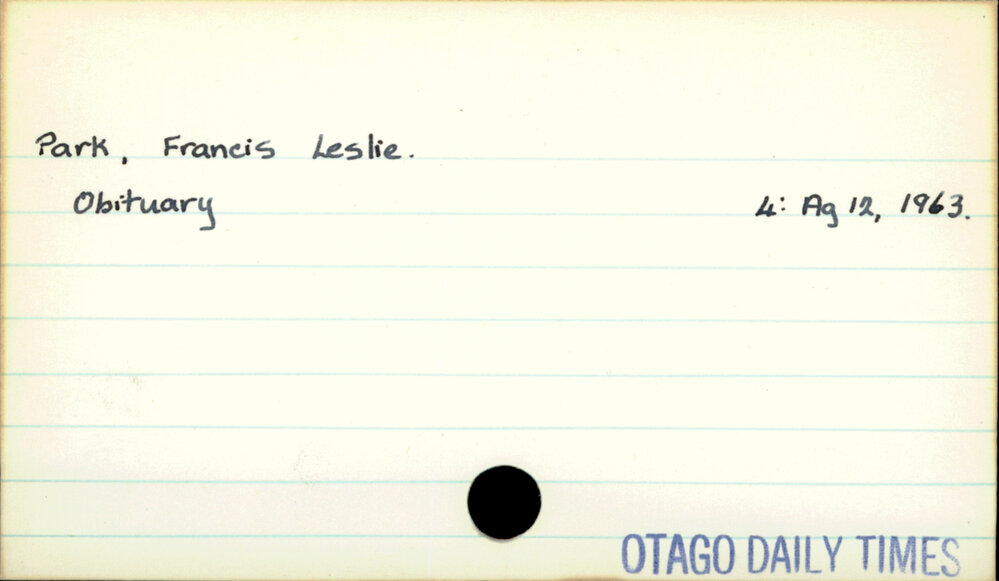 Park, Francis Leslie.
Obituary 4: Ag 12, 1963.
OTAGO DAILY TIMES